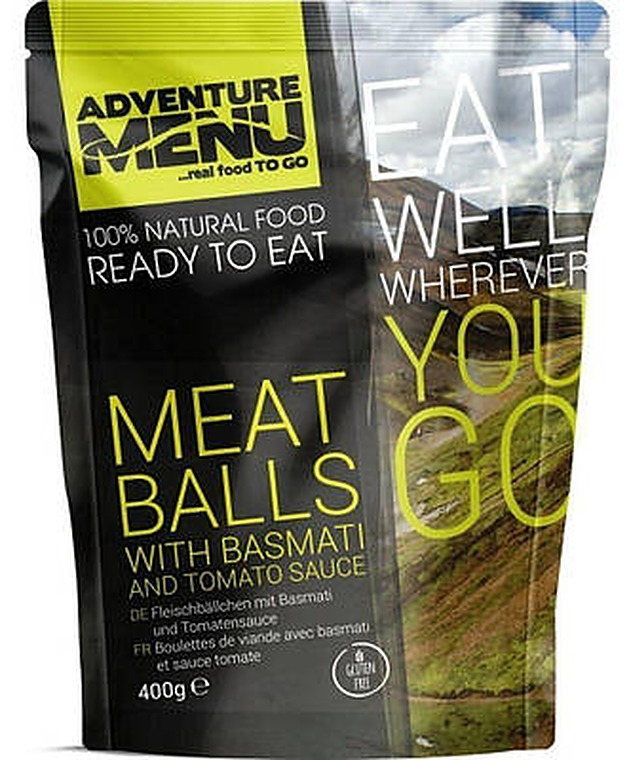 ADVENTURE
MENU
...real food TO GO
100% NATURAL FOOD
READY TO EAT
MEAT
BALLS
WITH BASMATI
AND TOMATO SAUCE
DE Fleischbällchen mit Basmati
und Tomatensauce
FR Boulettes de viande avec basmati
et sauce tomate
400g ℮
GLUTEN
FREE
EAT
WELL
WHEREVER
YOU
GO